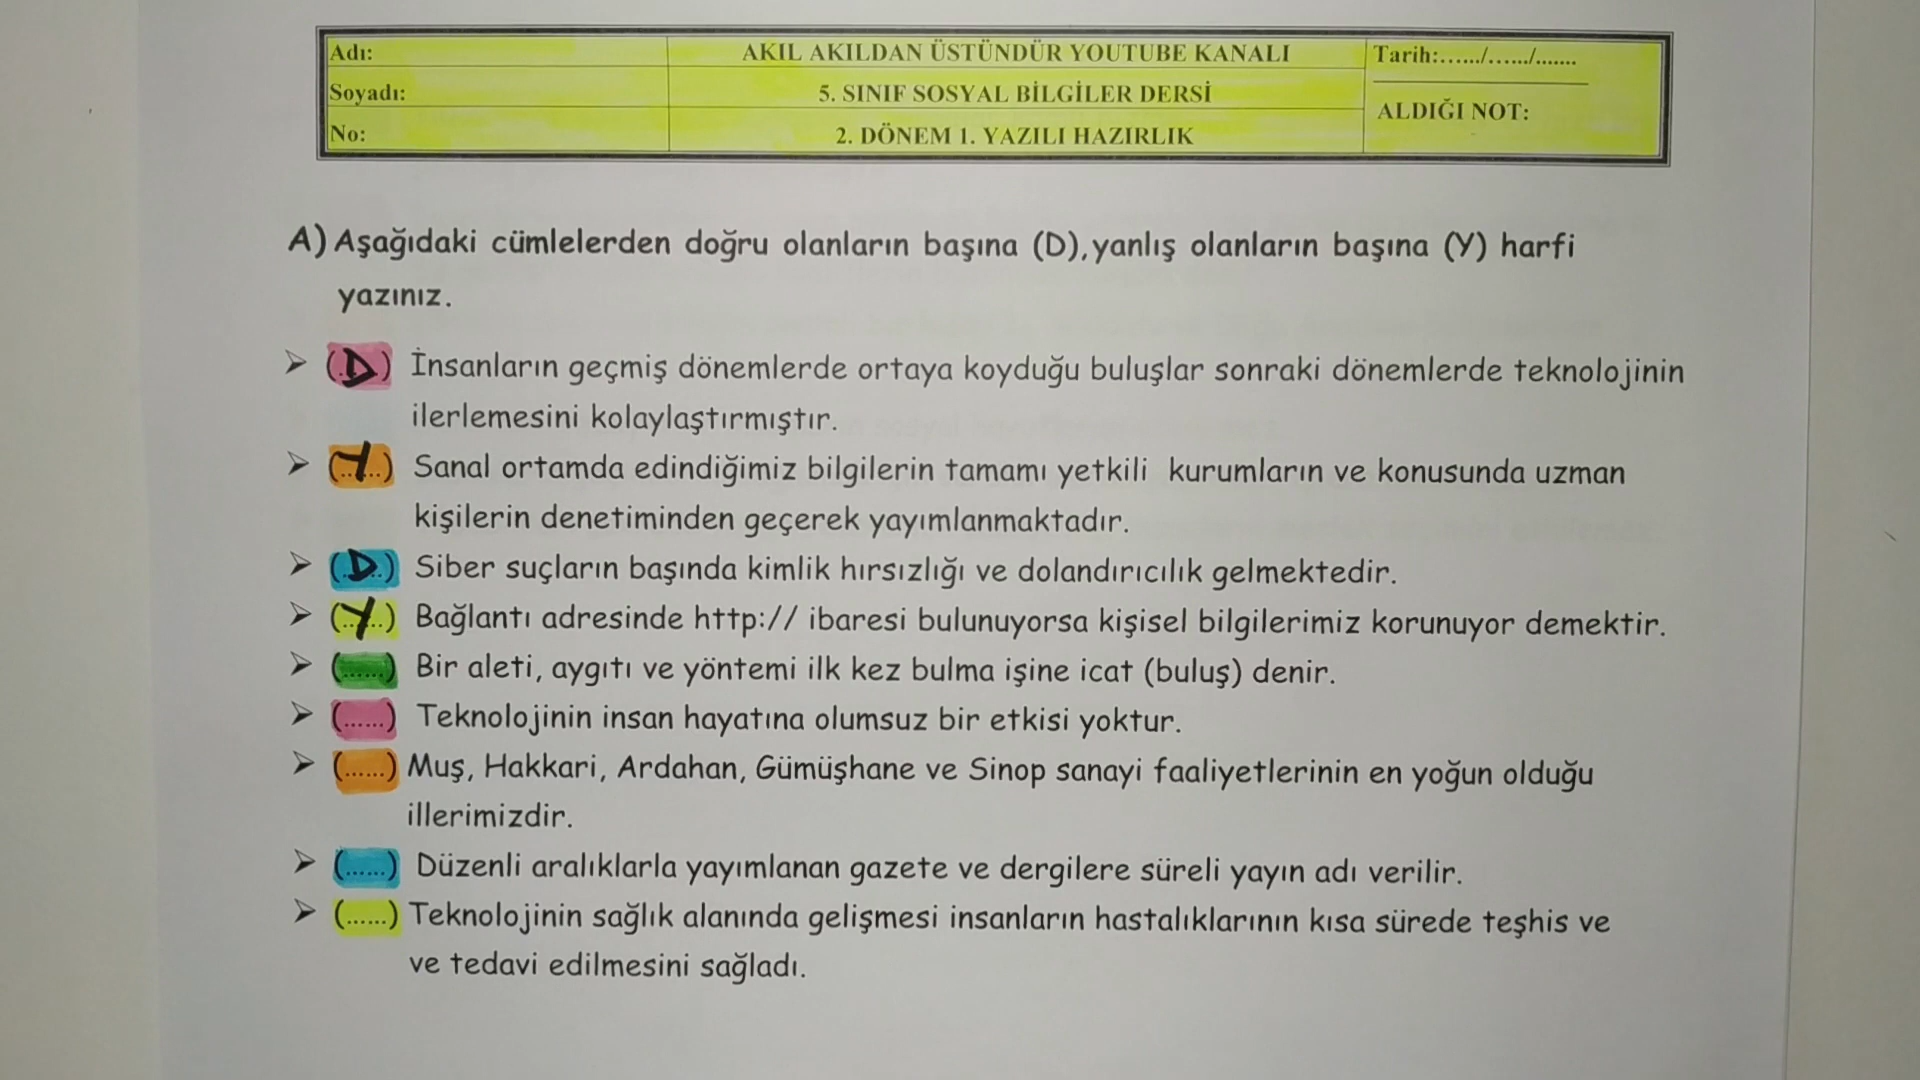 Adı:
AKIL AKILDAN ÜSTÜNDÜR YOUTUBE KANALI
Tarih:....../....../.......
Soyadı:
5. SINIF SOSYAL BİLGİLER DERSİ
ALDIĞI NOT:
No:
2. DÖNEM 1. YAZILI HAZIRLIK
A) Aşağıdaki cümlelerden doğru olanların başına (D),yanlış olanların başına (Y) harfi
yazınız.
➢ (D) İnsanların geçmiş dönemlerde ortaya koyduğu buluşlar sonraki dönemlerde teknolojinin
ilerlemesini kolaylaştırmıştır.
➢ (Y) Sanal ortamda edindiğimiz bilgilerin tamamı yetkili kurumların ve konusunda uzman
kişilerin denetiminden geçerek yayımlanmaktadır.
➢ (D) Siber suçların başında kimlik hırsızlığı ve dolandırıcılık gelmektedir.
➢ (Y) Bağlantı adresinde http:// ibaresi bulunuyorsa kişisel bilgilerimiz korunuyor demektir.
➢ (......) Bir aleti, aygıtı ve yöntemi ilk kez bulma işine icat (buluş) denir.
➢ (......) Teknolojinin insan hayatına olumsuz bir etkisi yoktur.
➢ (......) Muş, Hakkari, Ardahan, Gümüşhane ve Sinop sanayi faaliyetlerinin en yoğun olduğu
illerimizdir.
➢ (......) Düzenli aralıklarla yayımlanan gazete ve dergilere süreli yayın adı verilir.
➢ (......) Teknolojinin sağlık alanında gelişmesi insanların hastalıklarının kısa sürede teşhis ve
ve tedavi edilmesini sağladı.